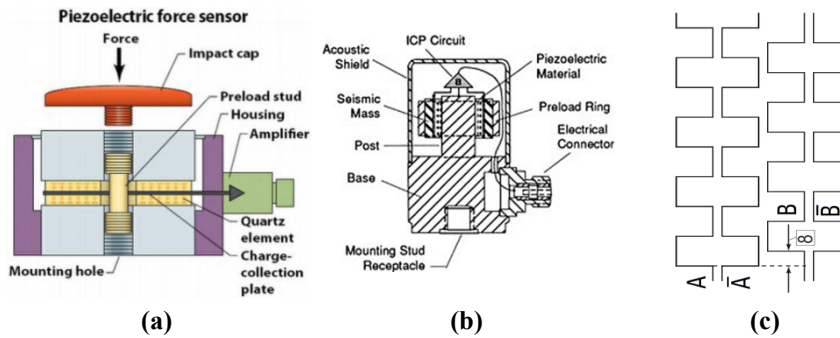 Piezoelectric force sensor
Force
Impact cap
Preload stud
Housing
Amplifier
Quartz
element
Charge-
collection
plate
Mounting hole
(a)
ICP Circuit
Acoustic
Shield
Piezoelectric
Material
Seismic
Mass
Preload Ring
Electrical
Connector
Post
Base
Mounting Stud
Receptacle
(b)
A
A̅
B
B̅
8
(c)